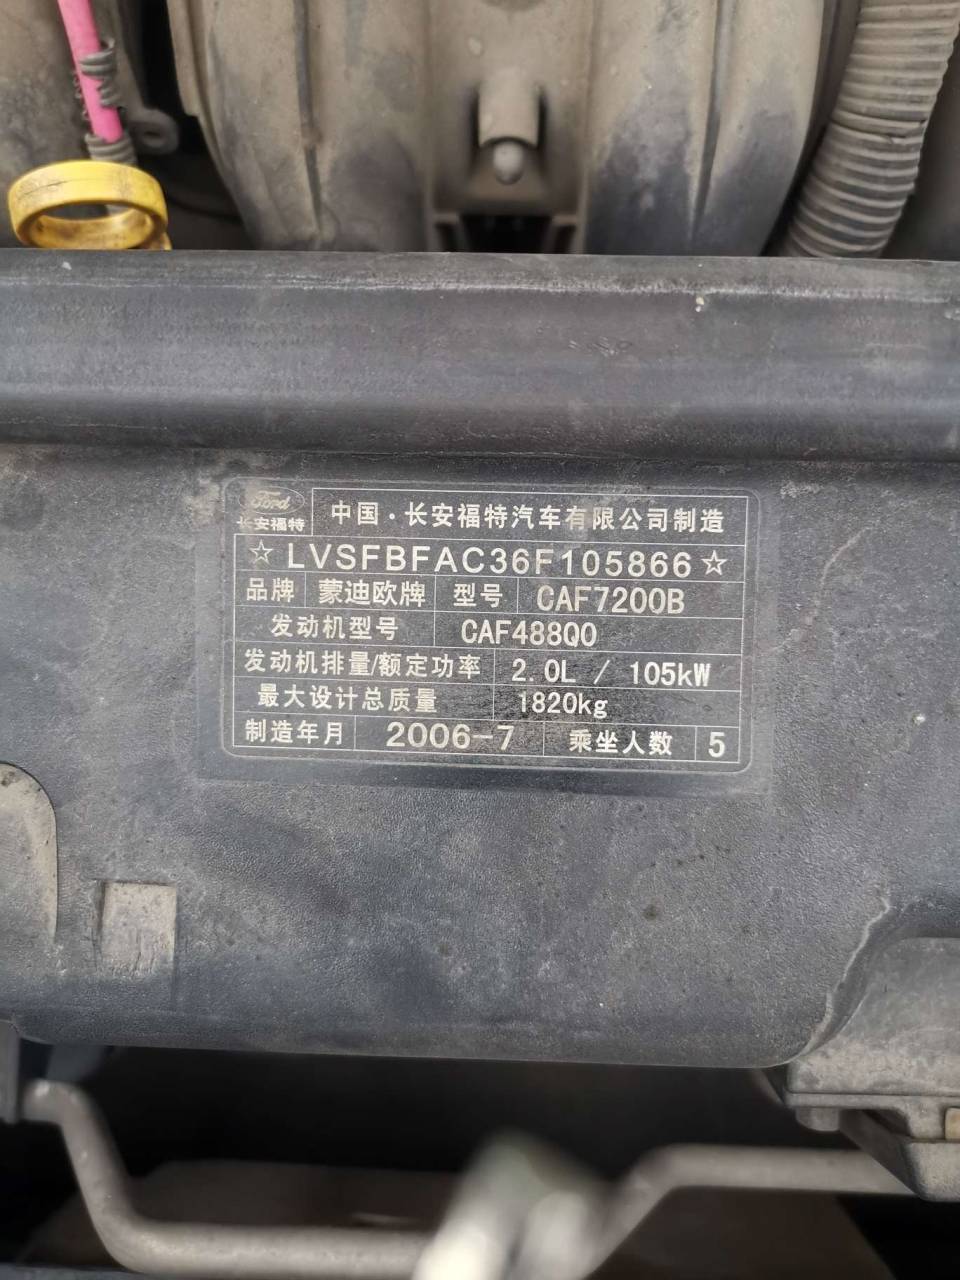 Ford
长安福特
中国·长安福特汽车有限公司制造
☆LVSFBFAC36F105866☆
品牌 蒙迪欧牌 型号 CAF7200B
发动机型号 CAF488Q0
发动机排量/额定功率 2.0L / 105kW
最大设计总质量 1820kg
制造年月 2006-7 乘坐人数 5